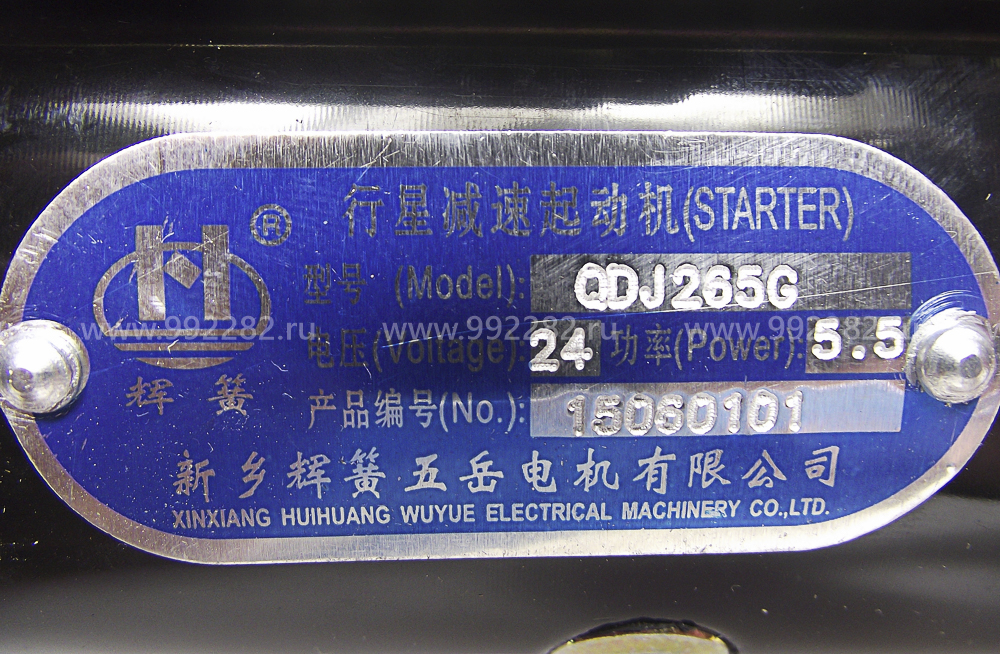 行星减速起动机(STARTER)
®
型号 (Model): QDJ265G
www.992282.ru www.992282.ru www.992282.ru
电压(Voltage): 24 功率(Power): 5.5
辉簧
产品编号(No.): 15060101
新乡辉簧五岳电机有限公司
XINXIANG HUIHUANG WUYUE ELECTRICAL MACHINERY CO.,LTD.